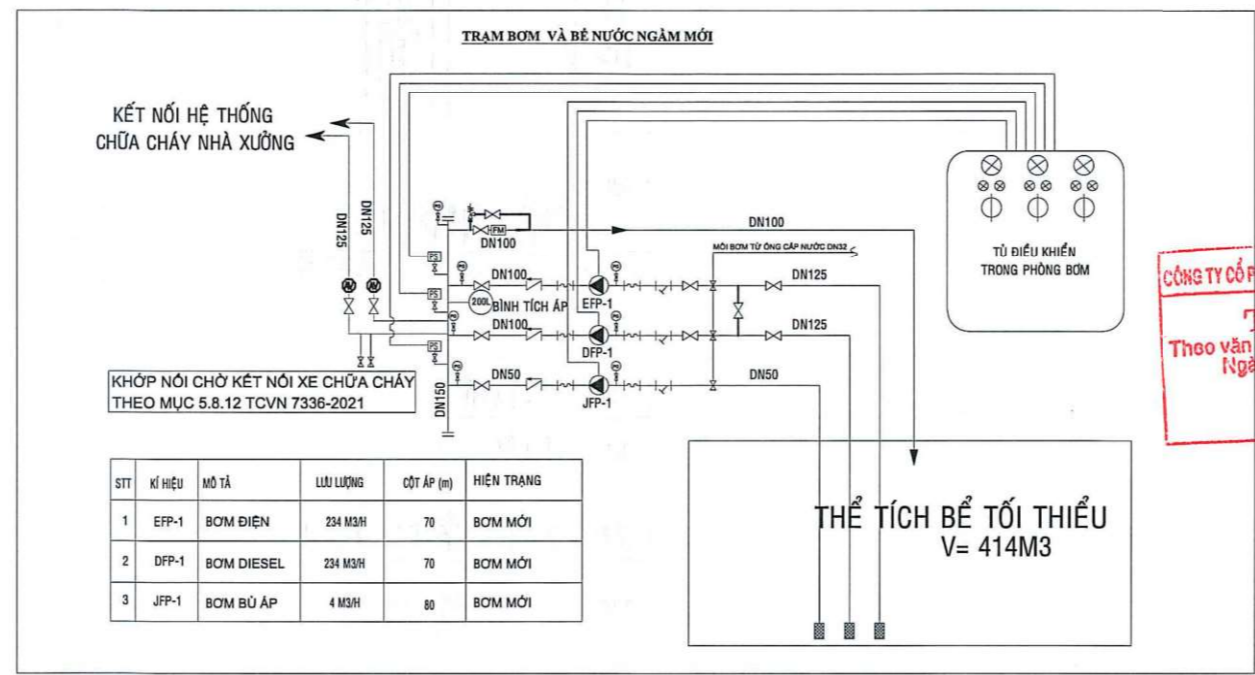 TRẠM BƠM VÀ BỂ NƯỚC NGẦM MỚI
KẾT NỐI HỆ THỐNG
CHỮA CHÁY NHÀ XƯỞNG
DN125
DN125
DN100
FM
DN100
MỒI BƠM TỪ ỐNG CẤP NƯỚC DN32
TỦ ĐIỀU KHIỂN
TRONG PHÒNG BƠM
PS
DN100
EFP-1
DN125
PS
200L
BÌNH TÍCH ÁP
DN100
DFP-1
DN125
PS
DN50
JFP-1
DN50
DN150
KHỚP NỐI CHỜ KẾT NỐI XE CHỮA CHÁY
THEO MỤC 5.8.12 TCVN 7336-2021
CÔNG TY CỔ P
T
Theo văn
Ngà
STT KÍ HIỆU MÔ TẢ LƯU LƯỢNG CỘT ÁP (m) HIỆN TRẠNG
1 EFP-1 BƠM ĐIỆN 234 M3/H 70 BƠM MỚI
2 DFP-1 BƠM DIESEL 234 M3/H 70 BƠM MỚI
3 JFP-1 BƠM BÙ ÁP 4 M3/H 80 BƠM MỚI
THỂ TÍCH BỂ TỐI THIỂU
V= 414M3